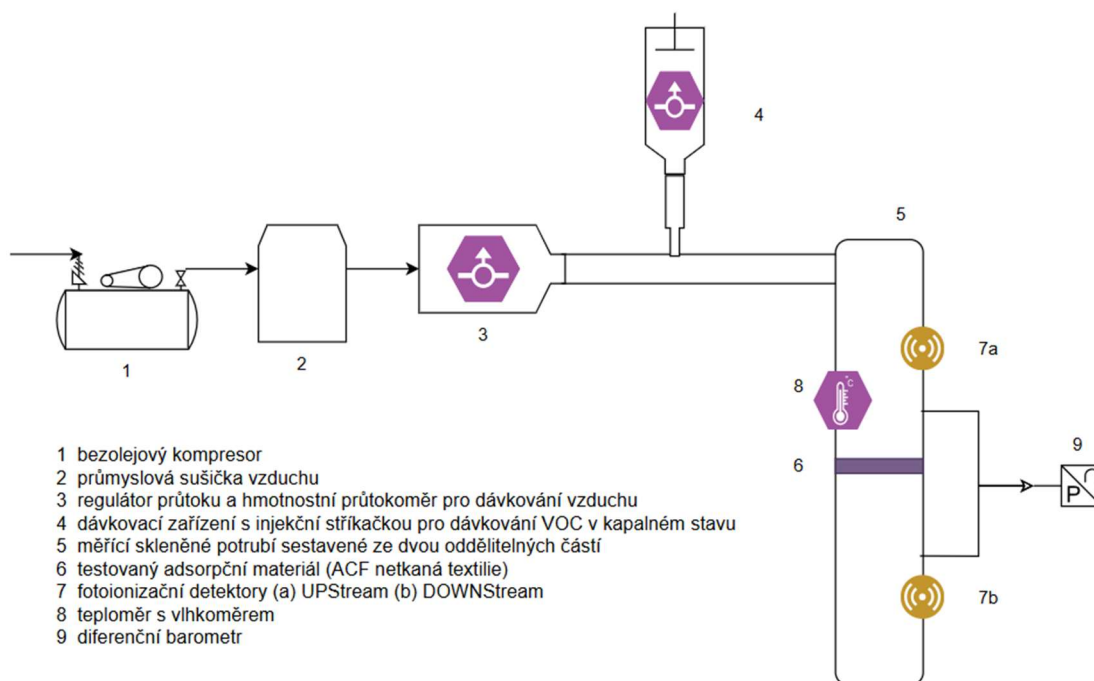 4
5
3
1
2
7a
°C
8
9
P
6
7b
1 bezolejový kompresor
2 průmyslová sušička vzduchu
3 regulátor průtoku a hmotnostní průtokoměr pro dávkování vzduchu
4 dávkovací zařízení s injekční stříkačkou pro dávkování VOC v kapalném stavu
5 měřící skleněné potrubí sestavené ze dvou oddělitelných částí
6 testovaný adsorpční materiál (ACF netkaná textilie)
7 fotoionizační detektory (a) UPStream (b) DOWNStream
8 teploměr s vlhkoměrem
9 diferenční barometr